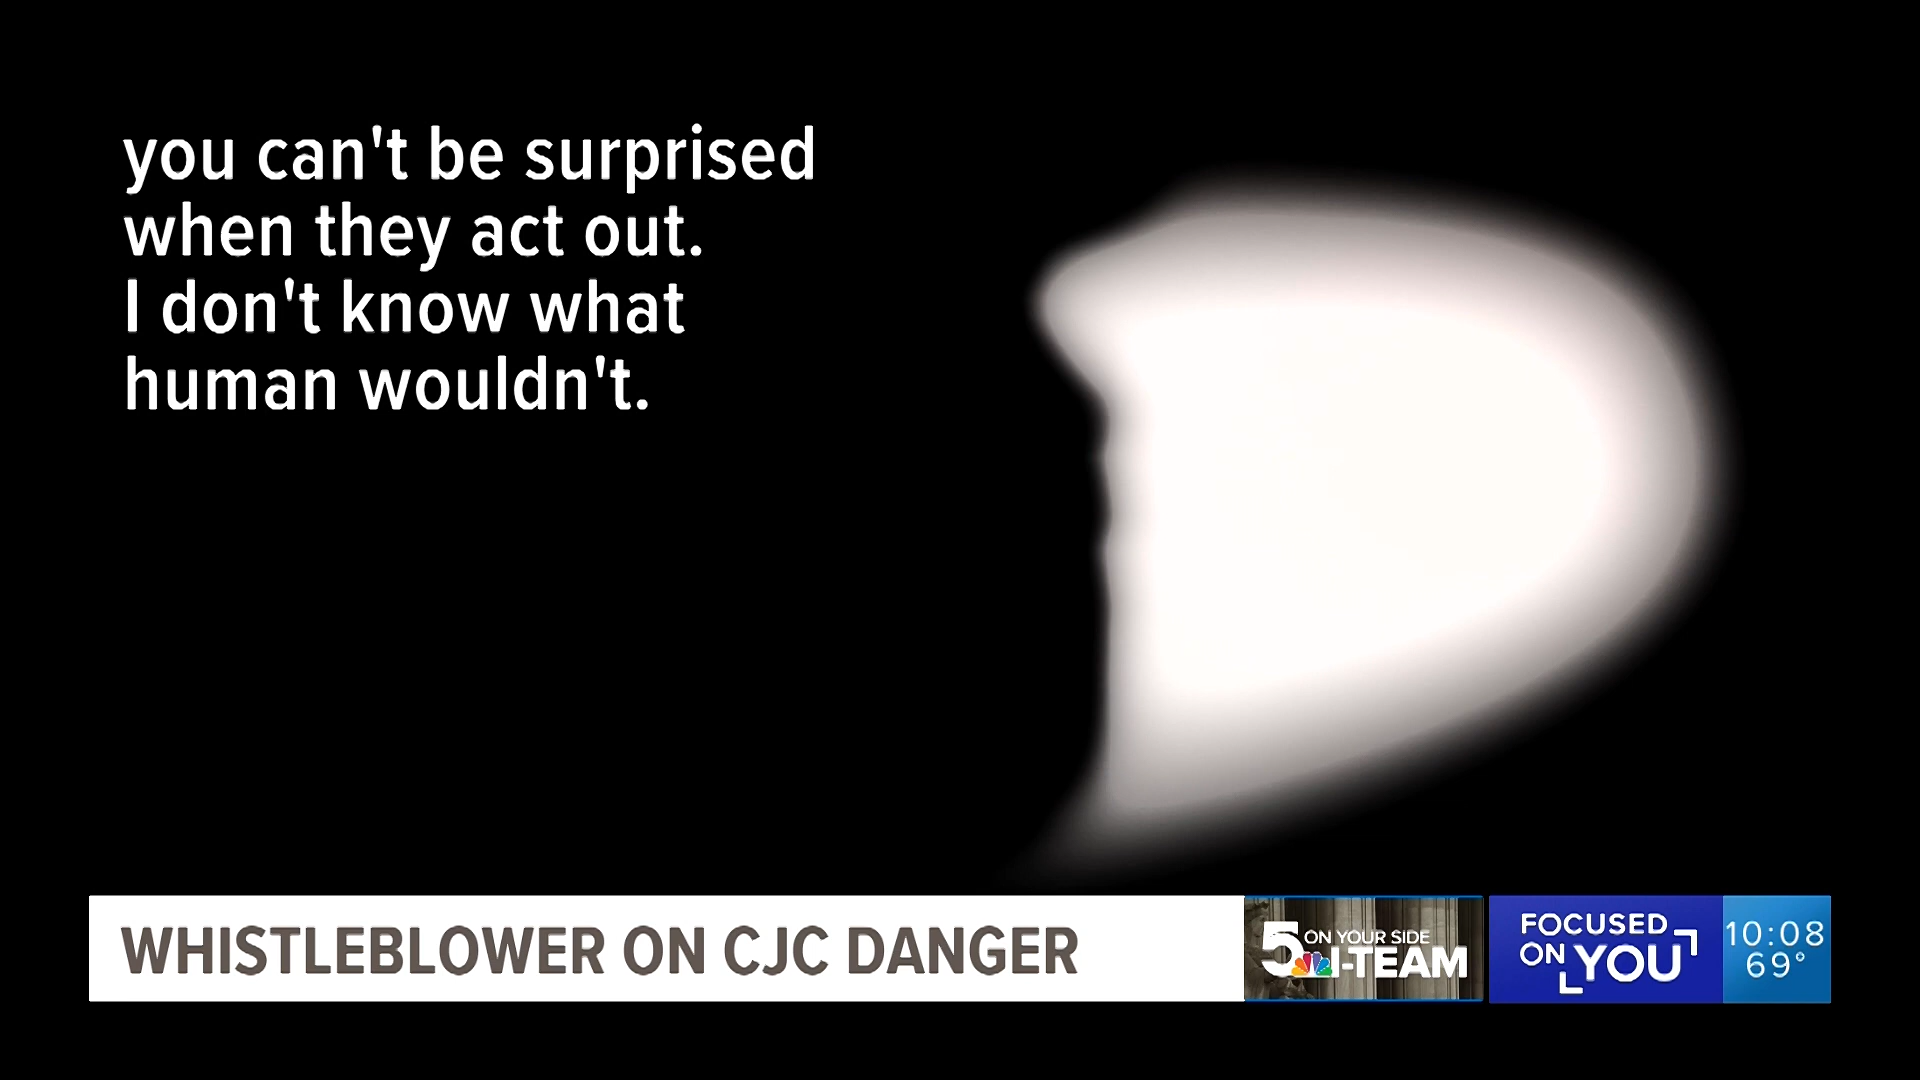 you can't be surprised
when they act out.
I don't know what
human wouldn't.
WHISTLEBLOWER ON CJC DANGER
5 ON YOUR SIDE
I-TEAM
FOCUSED
ON YOU
10:08
69°